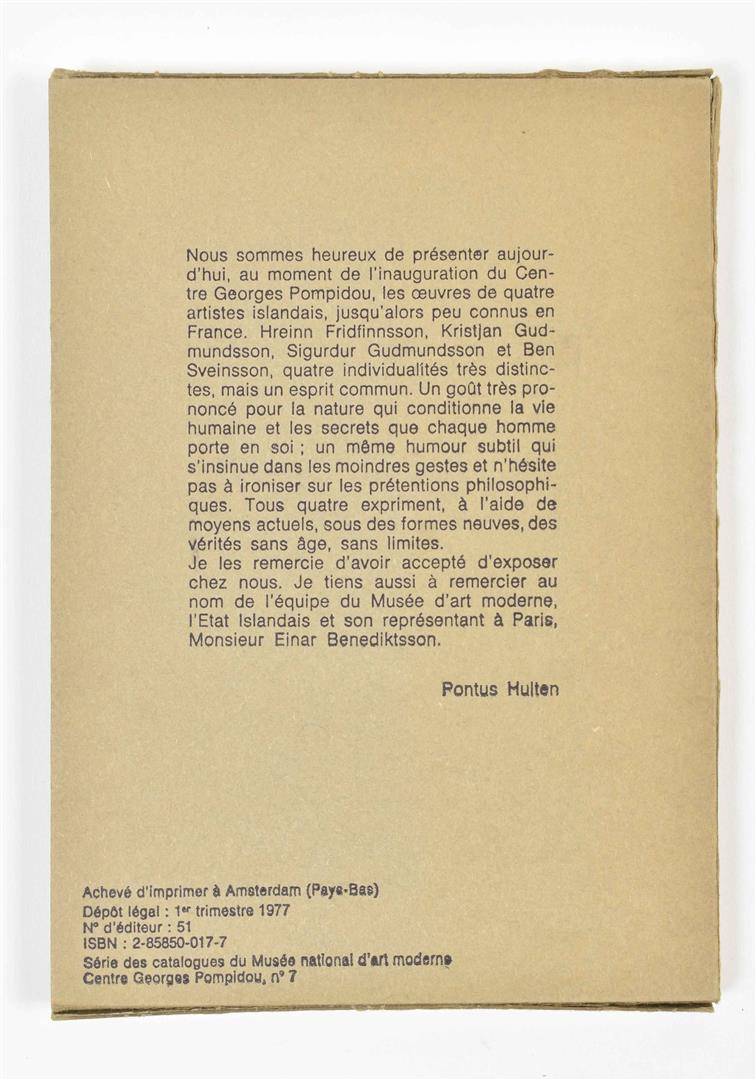 Nous sommes heureux de présenter aujour-
d'hui, au moment de l'inauguration du Cen-
tre Georges Pompidou, les œuvres de quatre
artistes islandais, jusqu'alors peu connus en
France. Hreinn Fridfinnsson, Kristjan Gud-
mundsson, Sigurdur Gudmundsson et Ben
Sveinsson, quatre individualités très distinc-
tes, mais un esprit commun. Un goût très pro-
noncé pour la nature qui conditionne la vie
humaine et les secrets que chaque homme
porte en soi ; un même humour subtil qui
s'insinue dans les moindres gestes et n'hésite
pas à ironiser sur les prétentions philosophi-
ques. Tous quatre expriment, à l'aide de
moyens actuels, sous des formes neuves, des
vérités sans âge, sans limites.
Je les remercie d'avoir accepté d'exposer
chez nous. Je tiens aussi à remercier au
nom de l'équipe du Musée d'art moderne,
l'Etat Islandais et son représentant à Paris,
Monsieur Einar Benediktsson.
Pontus Hulten
Achevé d'imprimer à Amsterdam (Pays-Bas)
Dépôt légal : 1er trimestre 1977
N° d'éditeur : 51
ISBN : 2-85850-017-7
Série des catalogues du Musée national d'art moderne
Centre Georges Pompidou, n° 7